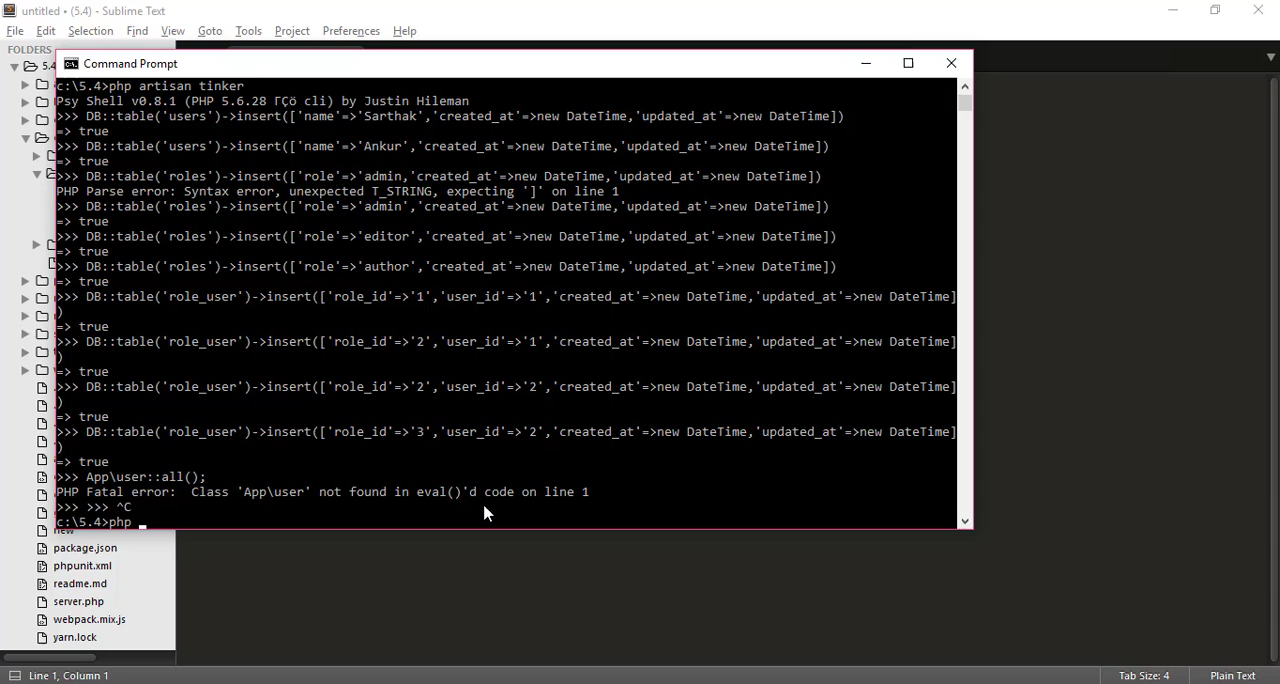 untitled • (5.4) - Sublime Text
File Edit Selection Find View Goto Tools Project Preferences Help
FOLDERS
5.4
Command Prompt
c:\5.4>php artisan tinker
Psy Shell v0.8.1 (PHP 5.6.28 ΓÇö cli) by Justin Hileman
>>> DB::table('users')->insert(['name'=>'Sarthak','created_at'=>new DateTime,'updated_at'=>new DateTime])
=> true
>>> DB::table('users')->insert(['name'=>'Ankur','created_at'=>new DateTime,'updated_at'=>new DateTime])
=> true
>>> DB::table('roles')->insert(['role'=>'admin,'created_at'=>new DateTime,'updated_at'=>new DateTime])
PHP Parse error: Syntax error, unexpected T_STRING, expecting ']' on line 1
>>> DB::table('roles')->insert(['role'=>'admin','created_at'=>new DateTime,'updated_at'=>new DateTime])
=> true
>>> DB::table('roles')->insert(['role'=>'editor','created_at'=>new DateTime,'updated_at'=>new DateTime])
=> true
>>> DB::table('roles')->insert(['role'=>'author','created_at'=>new DateTime,'updated_at'=>new DateTime])
=> true
>>> DB::table('role_user')->insert(['role_id'=>'1','user_id'=>'1','created_at'=>new DateTime,'updated_at'=>new DateTime]
)
=> true
>>> DB::table('role_user')->insert(['role_id'=>'2','user_id'=>'1','created_at'=>new DateTime,'updated_at'=>new DateTime]
)
=> true
>>> DB::table('role_user')->insert(['role_id'=>'2','user_id'=>'2','created_at'=>new DateTime,'updated_at'=>new DateTime]
)
=> true
>>> DB::table('role_user')->insert(['role_id'=>'3','user_id'=>'2','created_at'=>new DateTime,'updated_at'=>new DateTime]
)
=> true
>>> App\user::all();
PHP Fatal error:  Class 'App\user' not found in eval()'d code on line 1
>>> >>> ^C
c:\5.4>php
new
package.json
phpunit.xml
readme.md
server.php
webpack.mix.js
yarn.lock
Line 1, Column 1
Tab Size: 4
Plain Text